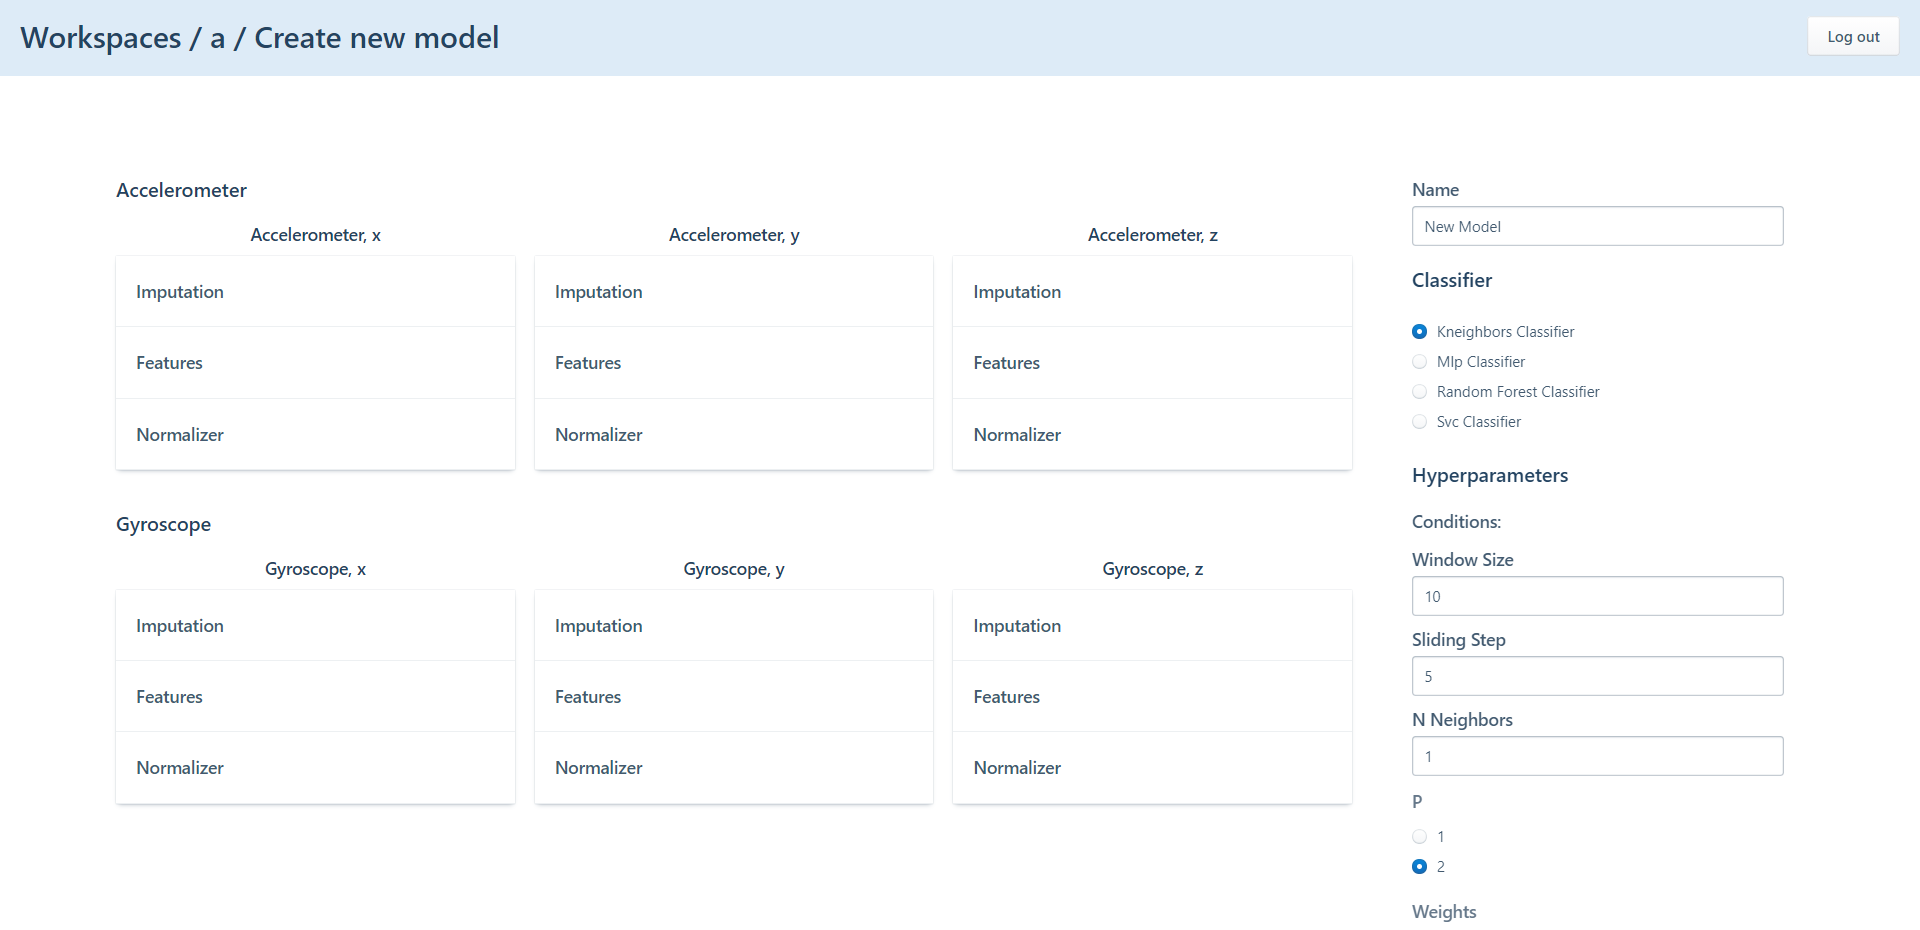 Workspaces / a / Create new model
Log out
Accelerometer
Accelerometer, x
Accelerometer, y
Accelerometer, z
Imputation
Imputation
Imputation
Features
Features
Features
Normalizer
Normalizer
Normalizer
Gyroscope
Gyroscope, x
Gyroscope, y
Gyroscope, z
Imputation
Imputation
Imputation
Features
Features
Features
Normalizer
Normalizer
Normalizer
Name
New Model
Classifier
Kneighbors Classifier
Mlp Classifier
Random Forest Classifier
Svc Classifier
Hyperparameters
Conditions:
Window Size
10
Sliding Step
5
N Neighbors
1
P
1
2
Weights